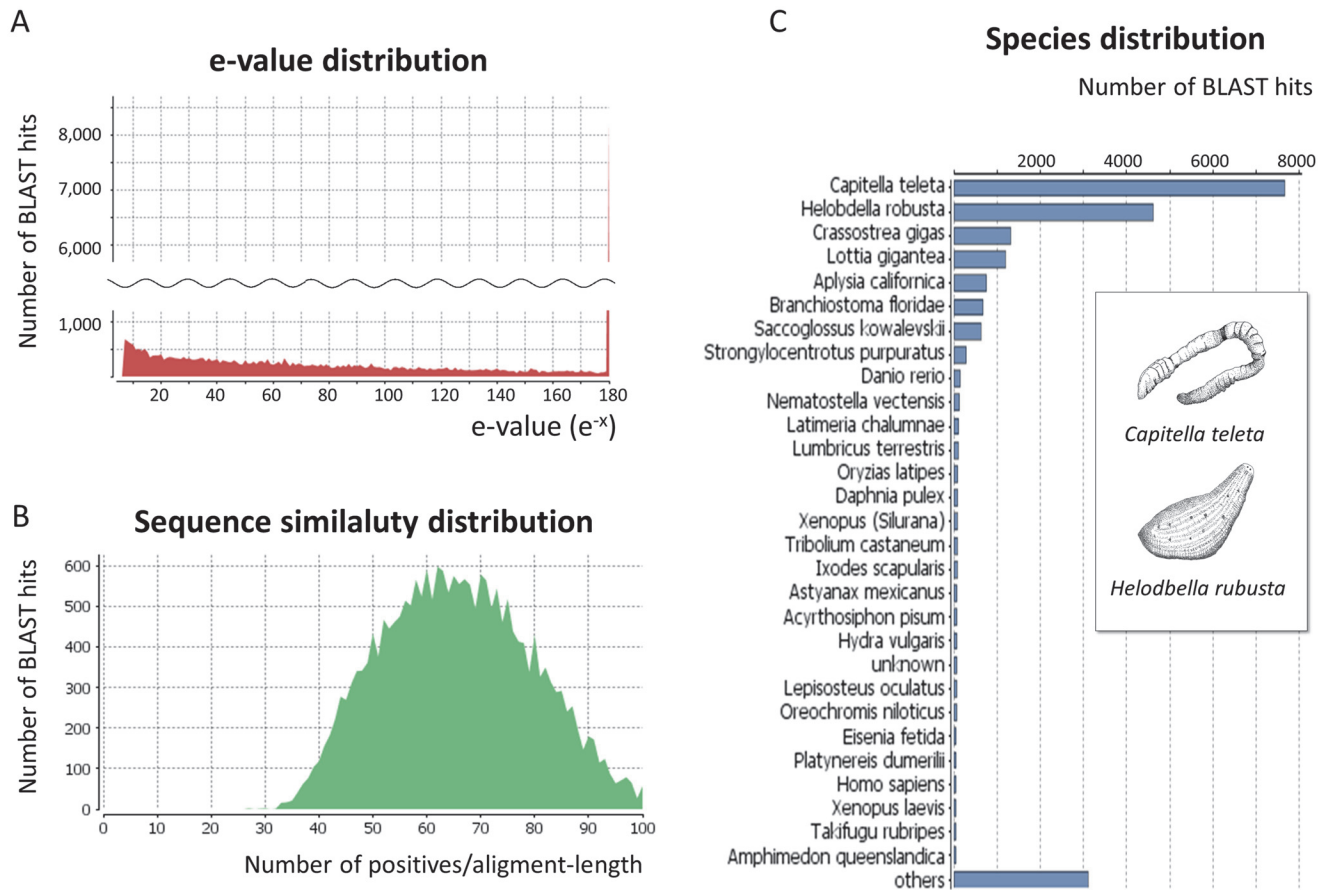 A
e-value distribution
Number of BLAST hits
8,000
7,000
6,000
1,000
20 40 60 80 100 120 140 160 180
e-value (e-x)
B
Sequence similaluty distribution
Number of BLAST hits
600
500
400
300
200
100
0
0 10 20 30 40 50 60 70 80 90 100
Number of positives/aligment-length
C
Species distribution
Number of BLAST hits
2000 4000 6000 8000
Capitella teleta
Helobdella robusta
Crassostrea gigas
Lottia gigantea
Aplysia californica
Branchiostoma floridae
Saccoglossus kowalevskii
Strongylocentrotus purpuratus
Danio rerio
Nematostella vectensis
Latimeria chalumnae
Lumbricus terrestris
Oryzias latipes
Daphnia pulex
Xenopus (Silurana)
Tribolium castaneum
Ixodes scapularis
Astyanax mexicanus
Acyrthosiphon pisum
Hydra vulgaris
unknown
Lepisosteus oculatus
Oreochromis niloticus
Eisenia fetida
Platynereis dumerilii
Homo sapiens
Xenopus laevis
Takifugu rubripes
Amphimedon queenslandica
others
Capitella teleta
Helodbella rubusta